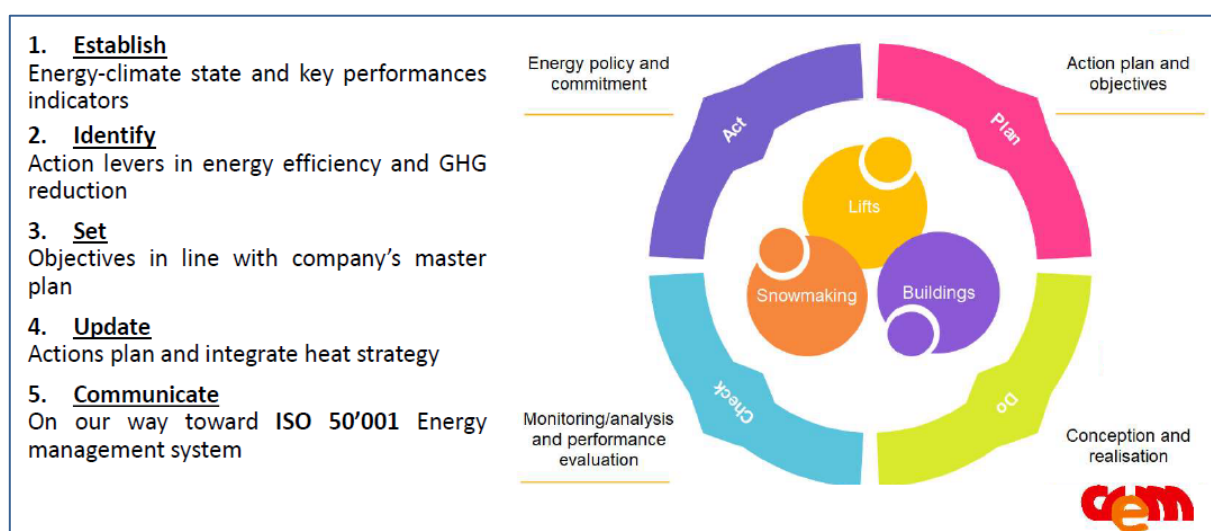 1. Establish
Energy-climate state and key performances
indicators
2. Identify
Action levers in energy efficiency and GHG
reduction
3. Set
Objectives in line with company's master
plan
4. Update
Actions plan and integrate heat strategy
5. Communicate
On our way toward ISO 50'001 Energy
management system
Energy policy and
commitment
Action plan and
objectives
Act
Plan
Lifts
Snowmaking
Buildings
Check
Do
Monitoring/analysis
and performance
evaluation
Conception and
realisation
cem